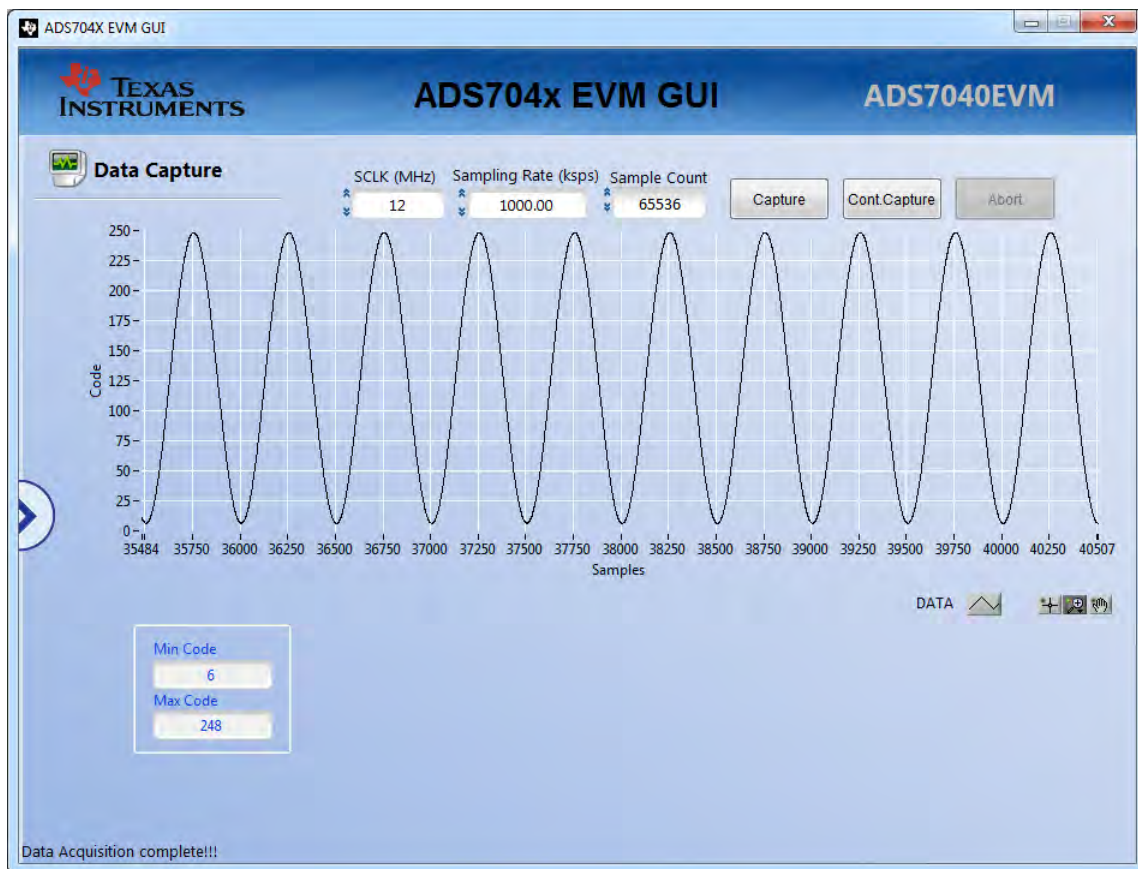 ADS704X EVM GUI
TEXAS INSTRUMENTS
ADS704x EVM GUI
ADS7040EVM
Data Capture
SCLK (MHz)
Sampling Rate (ksps)
Sample Count
12
1000.00
65536
Capture
Cont.Capture
Abort
250
225
200
175
150
125
100
75
50
25
0
Code
35484 35750 36000 36250 36500 36750 37000 37250 37500 37750 38000 38250 38500 38750 39000 39250 39500 39750 40000 40250 40507
Samples
DATA
Min Code
6
Max Code
248
Data Acquisition complete!!!